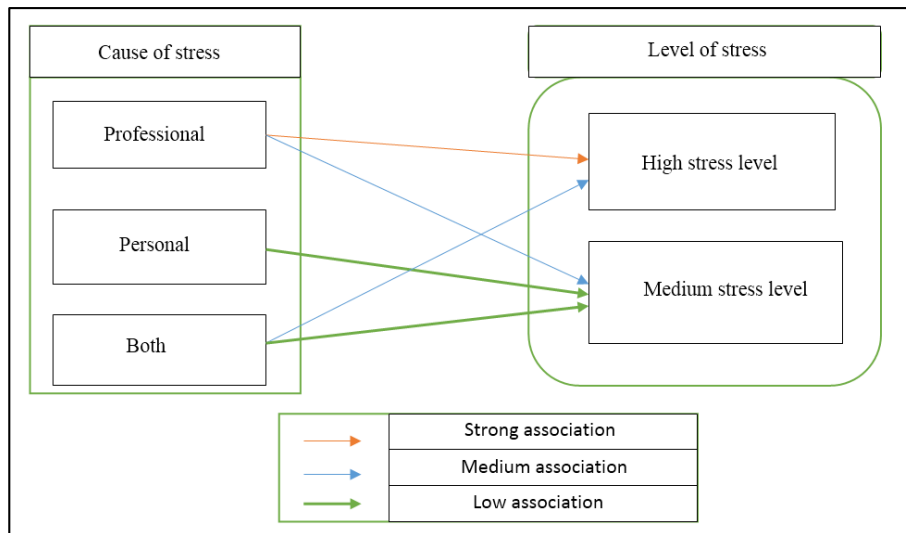 Cause of stress
Level of stress
Professional
Personal
Both
High stress level
Medium stress level
Strong association
Medium association
Low association